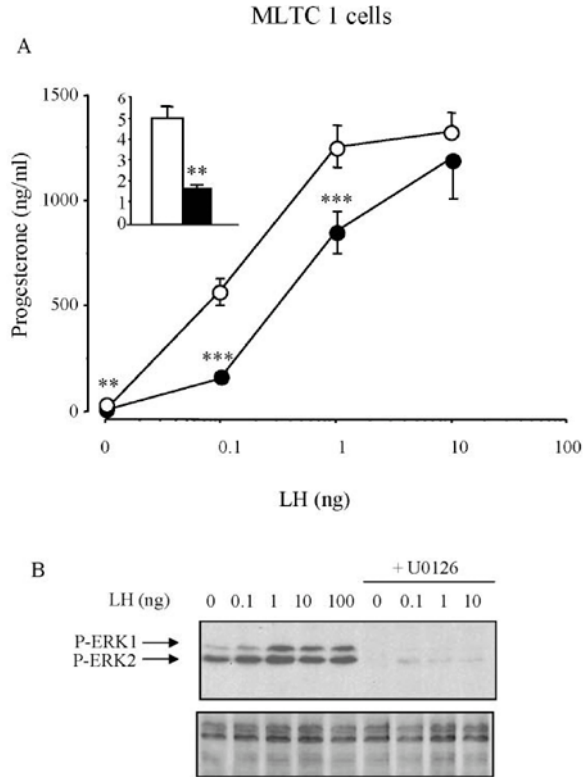 MLTC 1 cells
A
Progesterone (ng/ml)
1500
1000
500
0
6
5
4
3
2
1
0
**
**
***
***
0 0.1 1 10 100
LH (ng)
B
+ U0126
LH (ng) 0 0.1 1 10 100 0 0.1 1 10
P-ERK1
P-ERK2